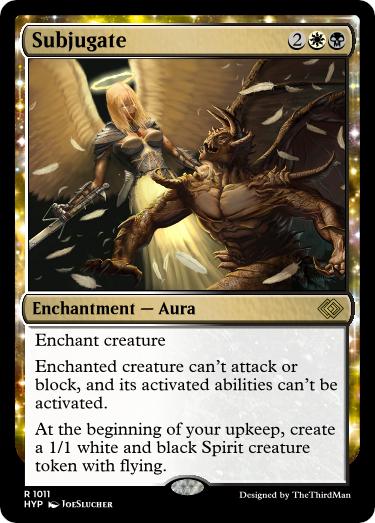 Subjugate 2
Enchantment — Aura
Enchant creature
Enchanted creature can't attack or
block, and its activated abilities can't be
activated.
At the beginning of your upkeep, create
a 1/1 white and black Spirit creature
token with flying.
R 1011
HYP JoeSlucher
Designed by TheThirdMan